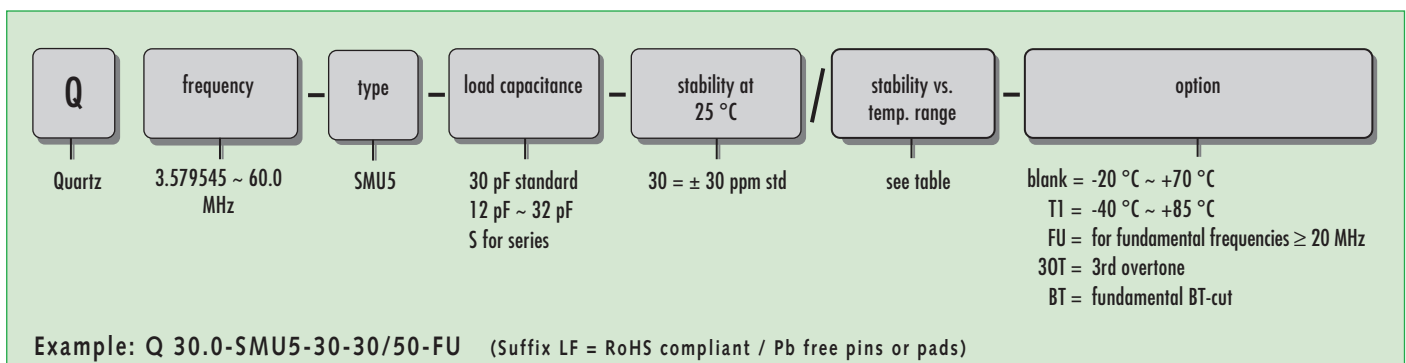 Q
frequency
type
load capacitance
stability at
25 °C
/
stability vs.
temp. range
option
Quartz
3.579545 ~ 60.0
MHz
SMU5
30 pF standard
12 pF ~ 32 pF
S for series
30 = ± 30 ppm std
see table
blank = -20 °C ~ +70 °C
T1 = -40 °C ~ +85 °C
FU = for fundamental frequencies ≥ 20 MHz
3OT = 3rd overtone
BT = fundamental BT-cut
Example: Q 30.0-SMU5-30-30/50-FU (Suffix LF = RoHS compliant / Pb free pins or pads)